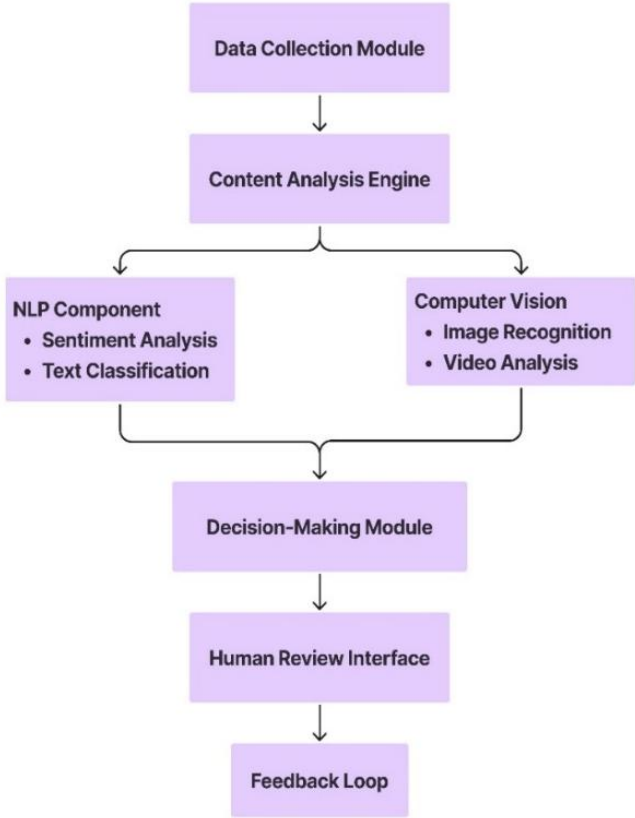 Data Collection Module
Content Analysis Engine
NLP Component
• Sentiment Analysis
• Text Classification
Computer Vision
• Image Recognition
• Video Analysis
Decision-Making Module
Human Review Interface
Feedback Loop